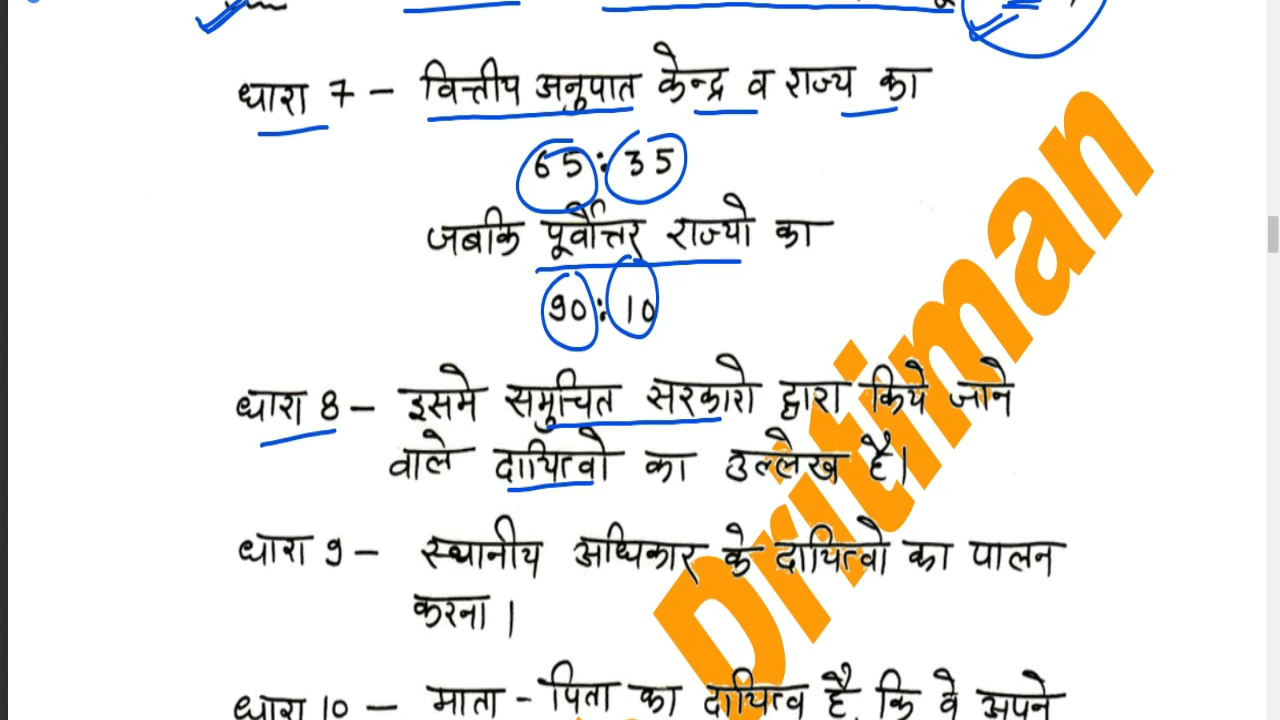 धारा 7 - वित्तीय अनुपात केन्द्र व राज्य का
65 : 35
जबकि पूर्वोत्तर राज्यो का
90 : 10
धारा 8 - इसमे समुचित सरकारो द्वारा किये जाने
वाले दायित्वो का उल्लेख है।
धारा 9 - स्थानीय अधिकार के दायित्वो का पालन
करना ।
धारा 10 - माता - पिता का दायित्व है, कि वे अपने
Dritiman